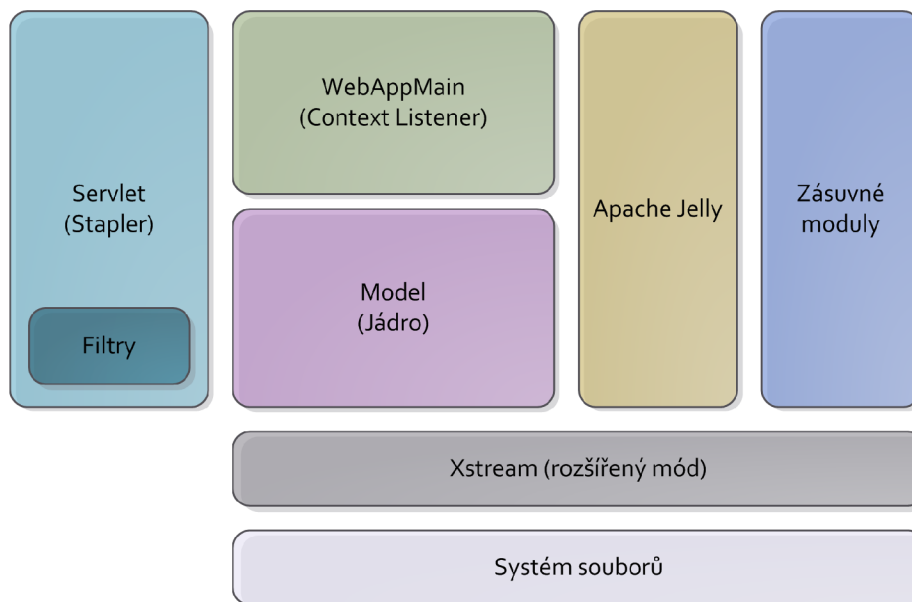 Servlet
(Stapler)
Filtry
WebAppMain
(Context Listener)
Model
(Jádro)
Apache Jelly
Zásuvné
moduly
Xstream (rozšířený mód)
Systém souborů